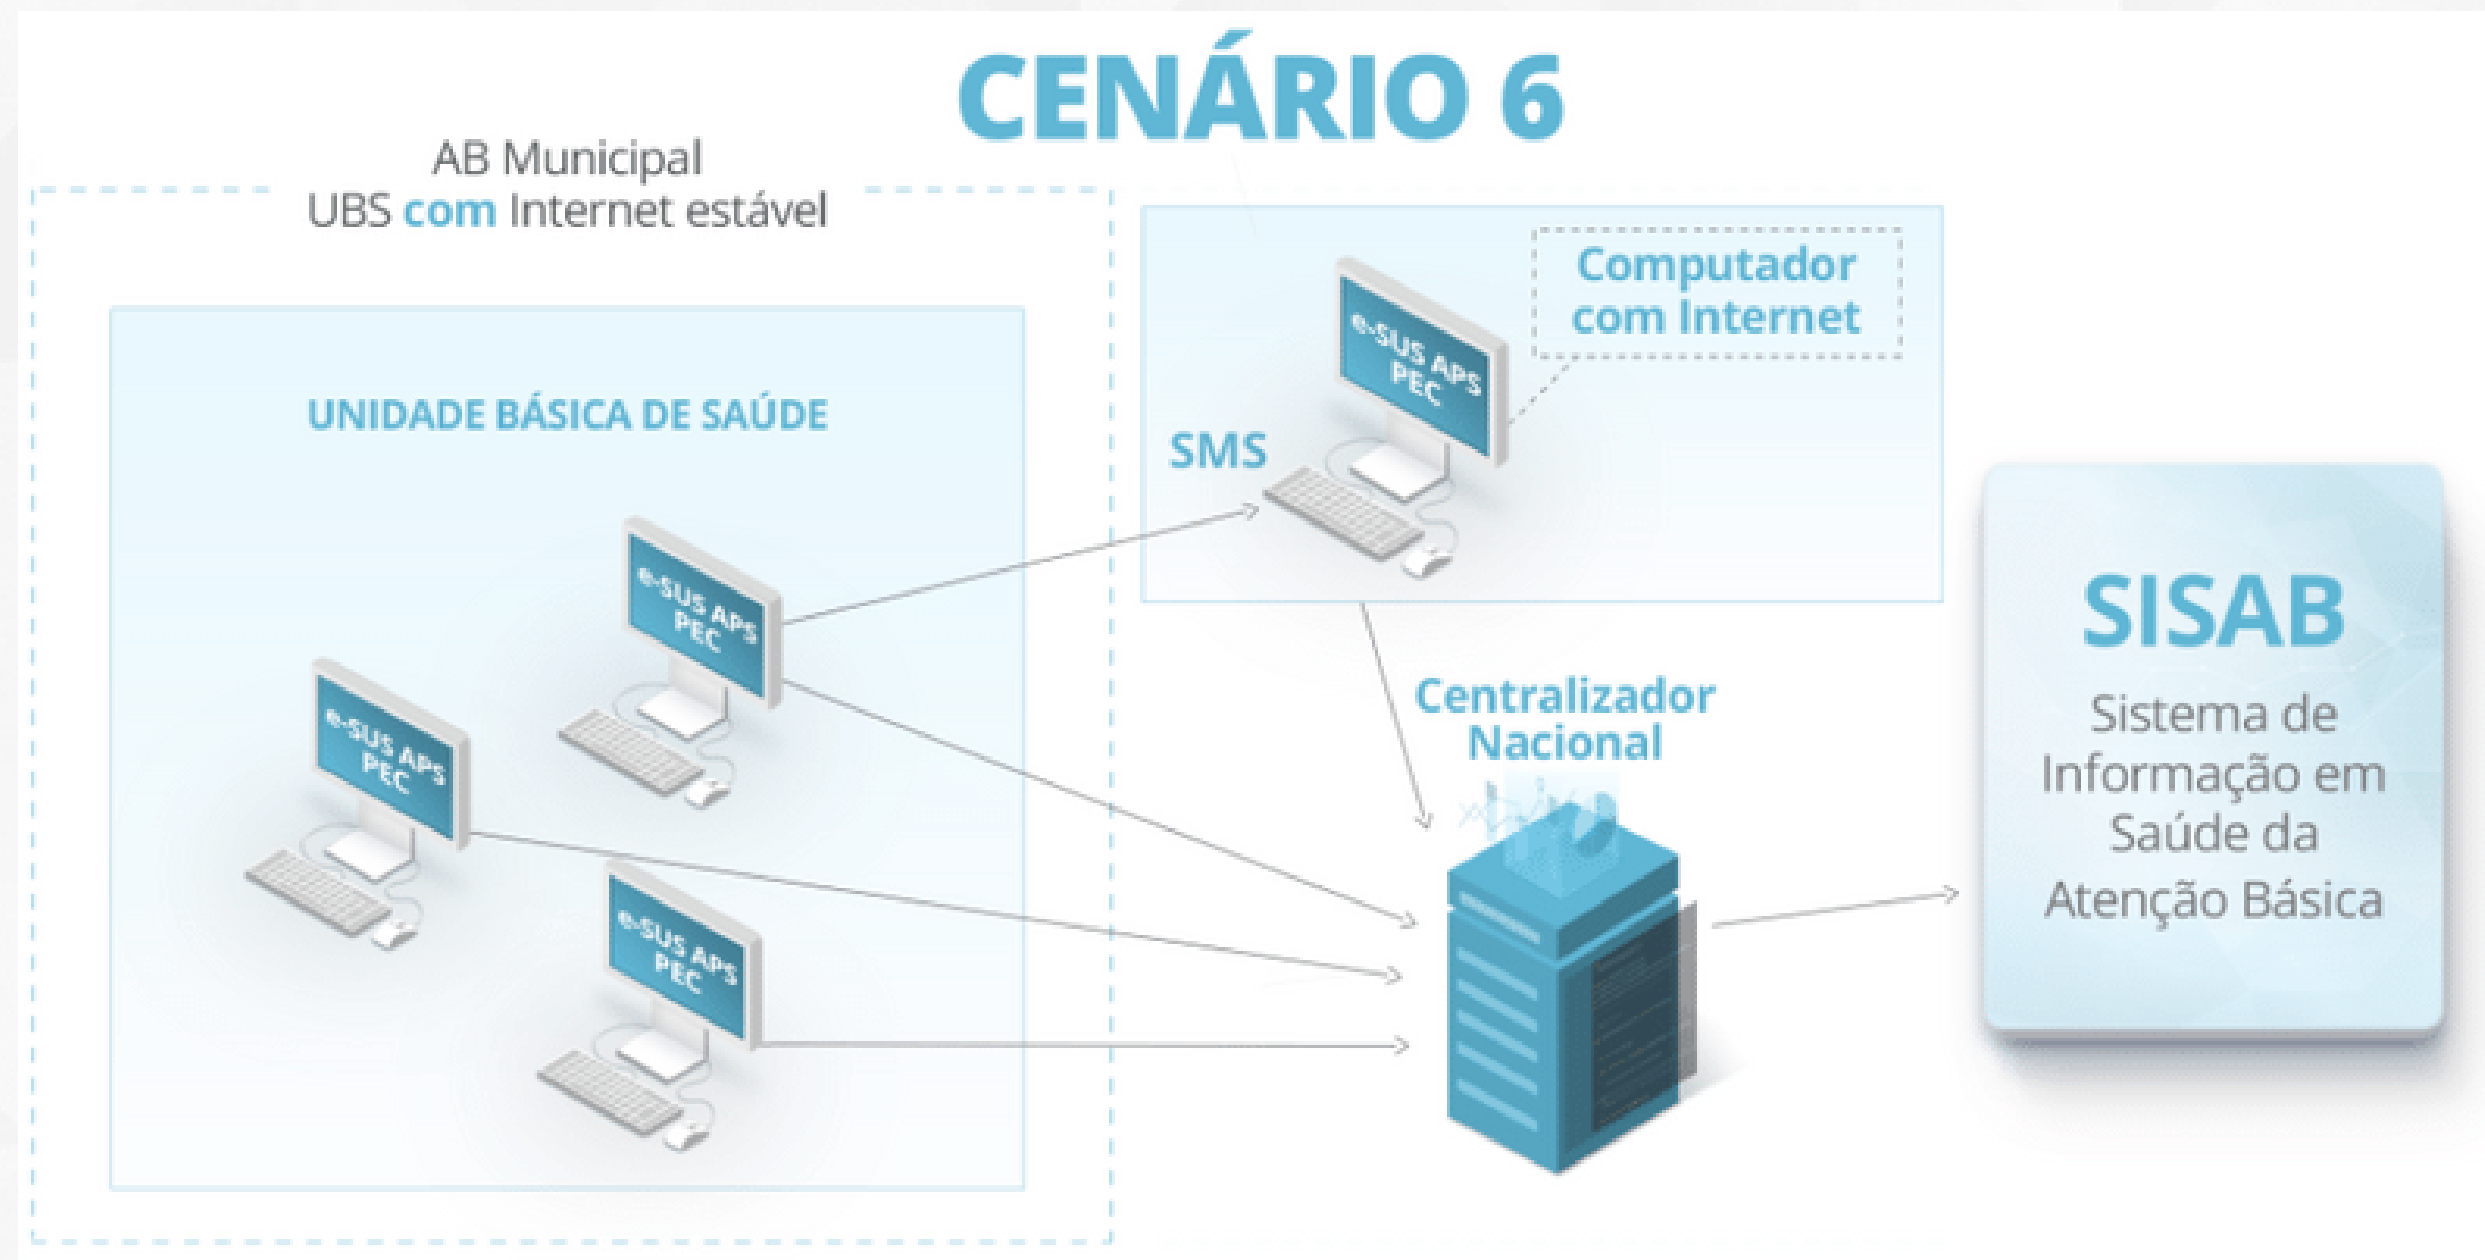 CENÁRIO 6
AB Municipal
UBS com Internet estável
UNIDADE BÁSICA DE SAÚDE
e-SUS APS
PEC
e-SUS APS
PEC
e-SUS APS
PEC
SMS
e-SUS APS
PEC
Computador
com Internet
Centralizador
Nacional
SISAB
Sistema de
Informação em
Saúde da
Atenção Básica